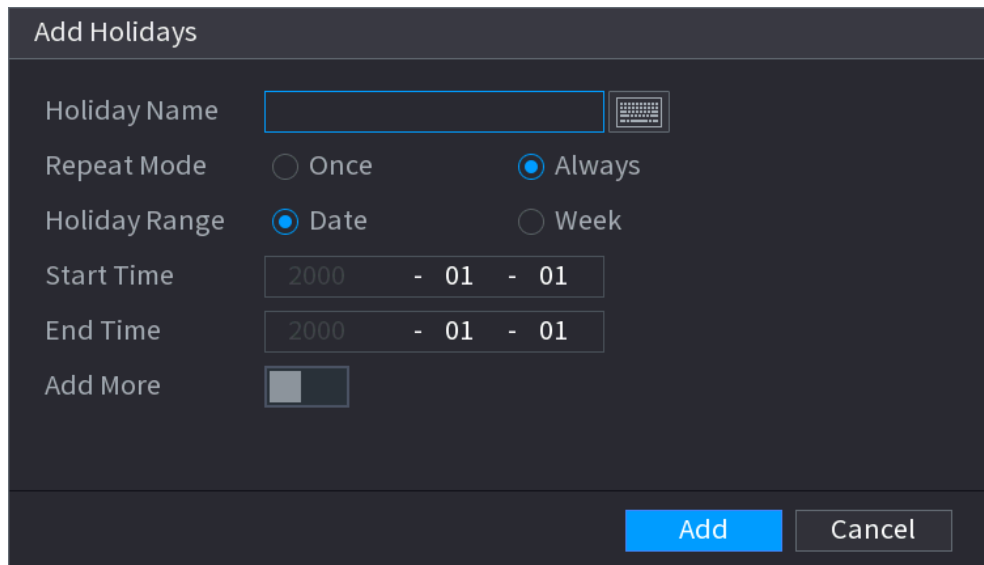 Add Holidays
Holiday Name
Repeat Mode Once Always
Holiday Range Date Week
Start Time 2000 - 01 - 01
End Time 2000 - 01 - 01
Add More
Add Cancel